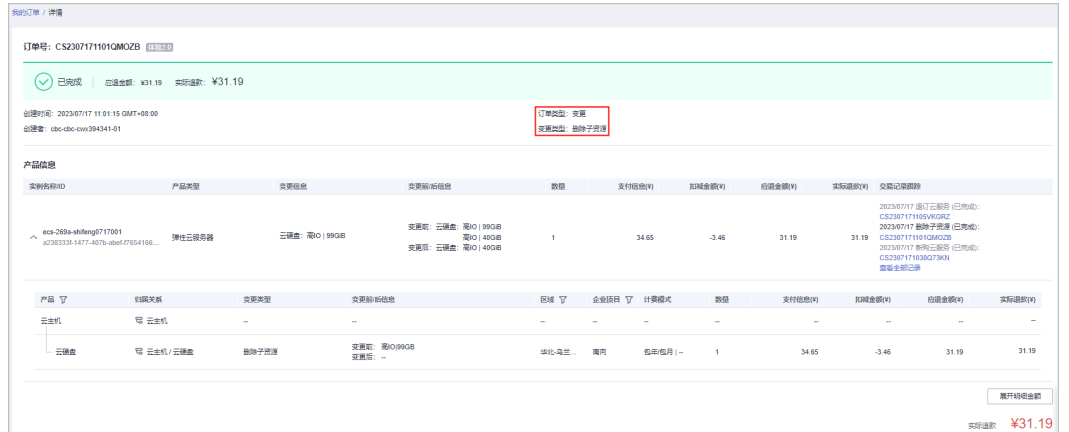 我的订单 / 详情
订单号: CS2307171101QMOZB 体验2.0
已完成 应退金额: ¥31.19 实际退款: ¥31.19
创建时间: 2023/07/17 11:01:15 GMT+08:00 订单类型: 变更
创建者: cbc-cbc-cwx394341-01 变更类型: 删除子资源
产品信息
实例名称/ID 产品类型 变更信息 变更前/后信息 数量 支付信息(¥) 扣减金额(¥) 应退金额(¥) 实际退款(¥) 交易记录跟踪
ecs-269a-shifeng0717001
a238333f-1477-407b-abef-f7654166...
弹性云服务器
云硬盘: 高IO | 99GiB
变更前: 云硬盘: 高IO | 99GiB
高IO | 40GiB
变更后: 云硬盘: 高IO | 40GiB
1 34.65 -3.46 31.19 31.19
2023/07/17 退订云服务 (已完成):
CS2307171105VKGRZ
2023/07/17 删除子资源 (已完成):
CS2307171101QMOZB
2023/07/17 新购云服务 (已完成):
CS2307171038Q73KN
查看全部记录
产品 归属关系 变更类型 变更前/后信息 区域 企业项目 计费模式 数量 支付信息(¥) 扣减金额(¥) 应退金额(¥) 实际退款(¥)
云主机 云主机 -- -- -- -- -- -- -- -- -- --
云硬盘 云主机 / 云硬盘 删除子资源
变更前: 高IO|99GB
变更后: --
华北-乌兰... 南向 包年/包月 | -- 1 34.65 -3.46 31.19 31.19
展开明细金额
实际退款 ¥31.19